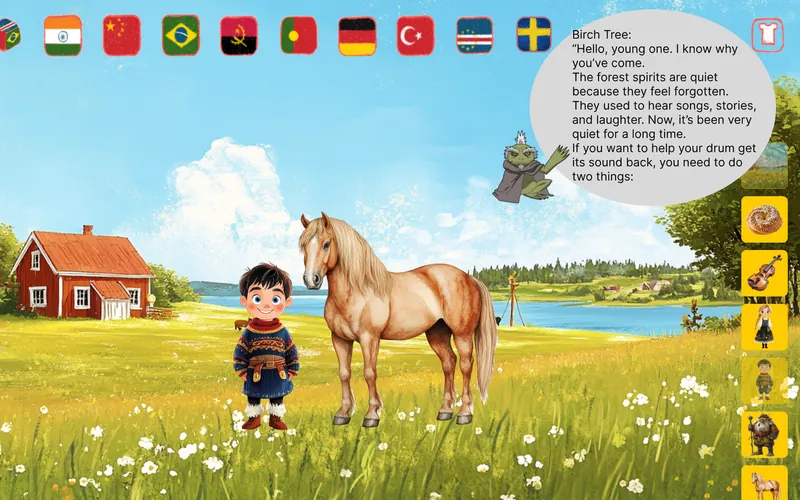 Birch Tree:
“Hello, young one. I know why
you’ve come.
The forest spirits are quiet
because they feel forgotten.
They used to hear songs, stories,
and laughter. Now, it’s been very
quiet for a long time.
If you want to help your drum get
its sound back, you need to do
two things: